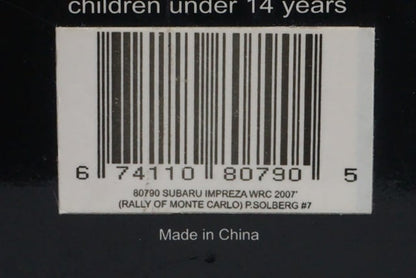 children under 14 years
6 74110 80790 5
80790 SUBARU IMPREZA WRC 2007'
(RALLY OF MONTE CARLO) P.SOLBERG #7
Made in China